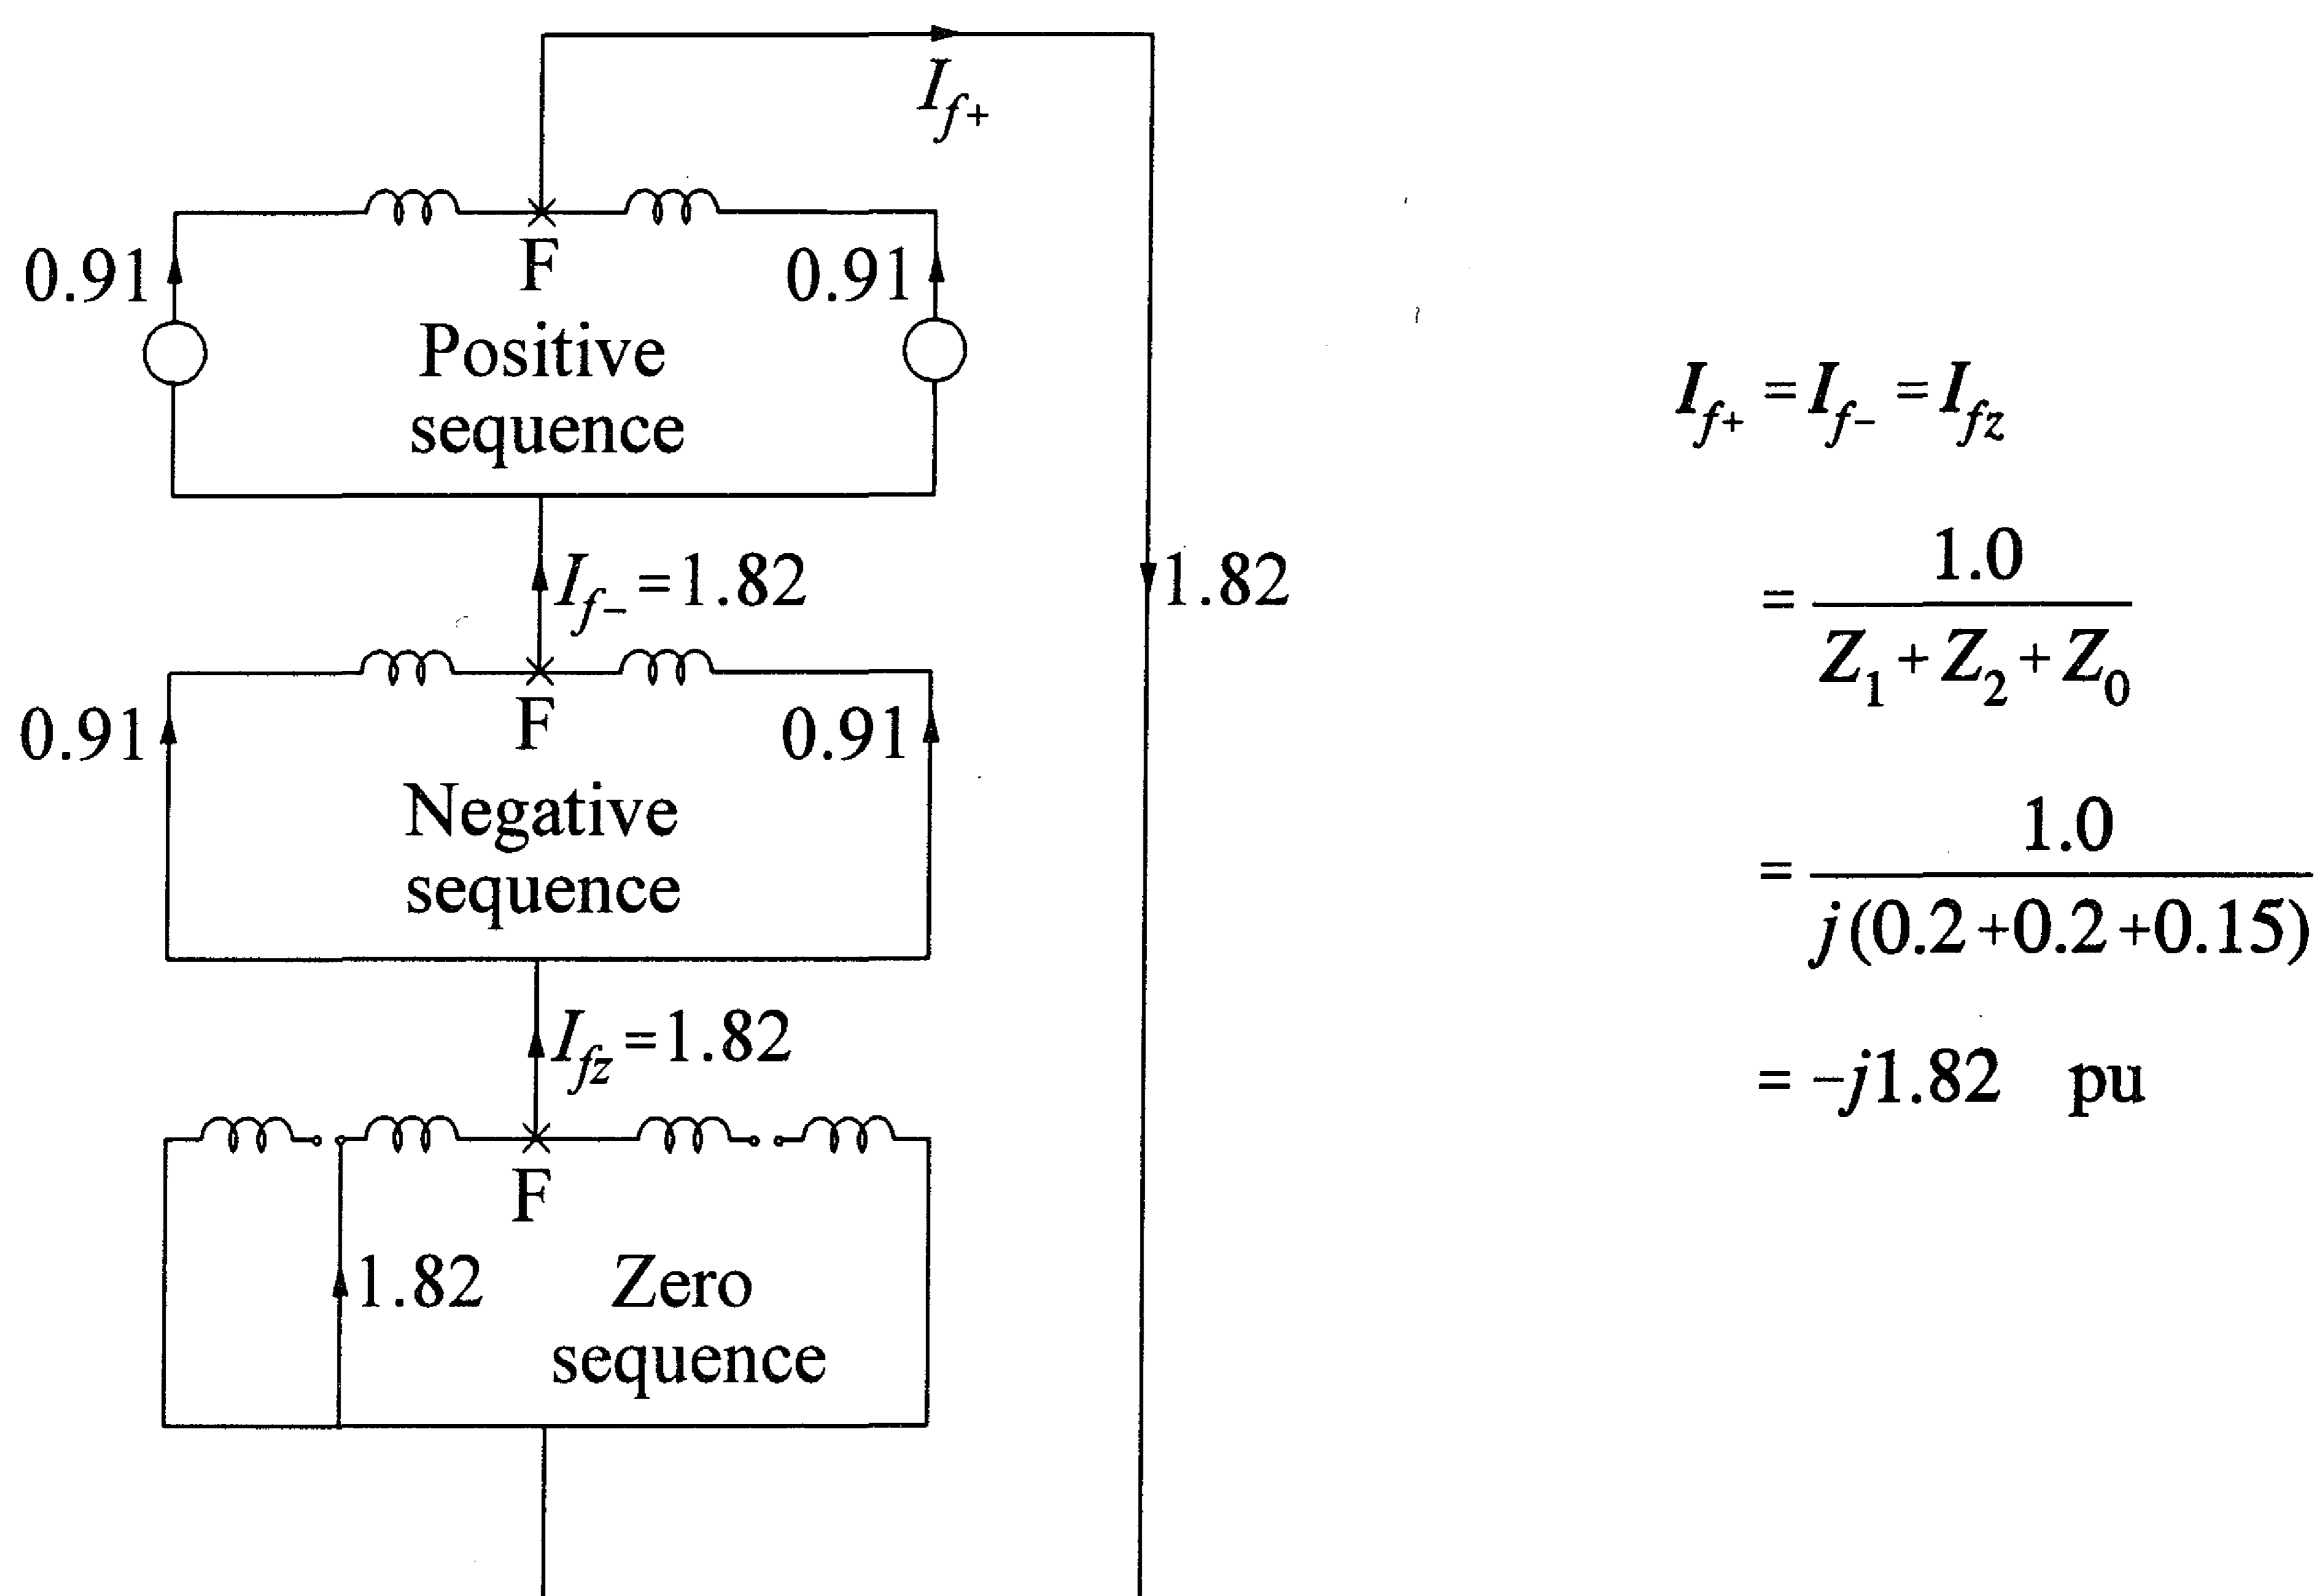 I_{f+}
0.91
F
0.91
Positive
sequence
I_{f-} = 1.82
1.82
0.91
F
0.91
Negative
sequence
I_{fz} = 1.82
F
1.82
Zero
sequence
I_{f+} = I_{f-} = I_{fz}
= \frac{1.0}{Z_1 + Z_2 + Z_0}
= \frac{1.0}{j(0.2+0.2+0.15)}
= -j1.82 pu